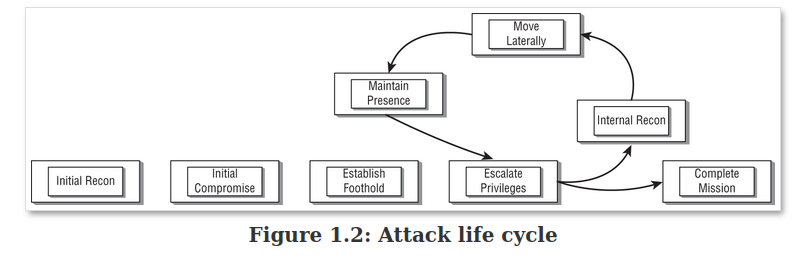 Move
Laterally
Maintain
Presence
Internal Recon
Initial Recon
Initial
Compromise
Establish
Foothold
Escalate
Privileges
Complete
Mission
Figure 1.2: Attack life cycle